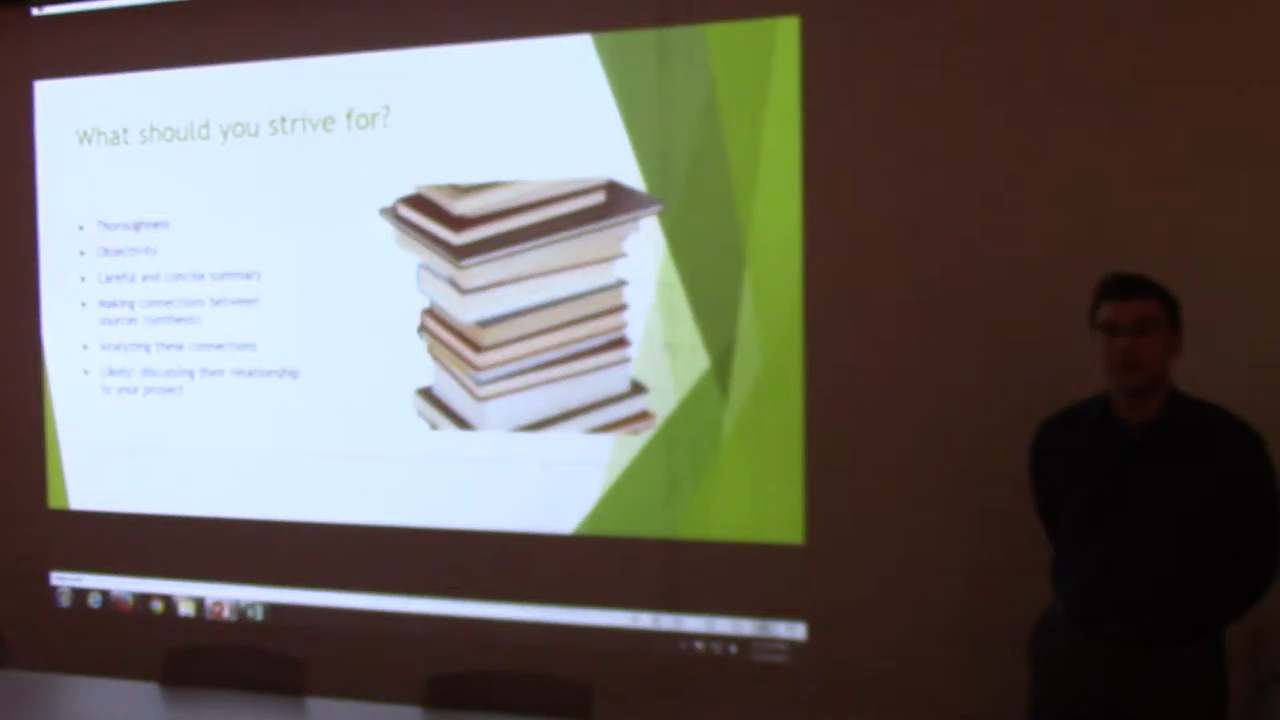 What should you strive for?
Thoroughness
Objectivity
Careful and concise summary
Making connections between
sources (synthesis)
Analyzing these connections
Likely: discussing their relationship
to your project